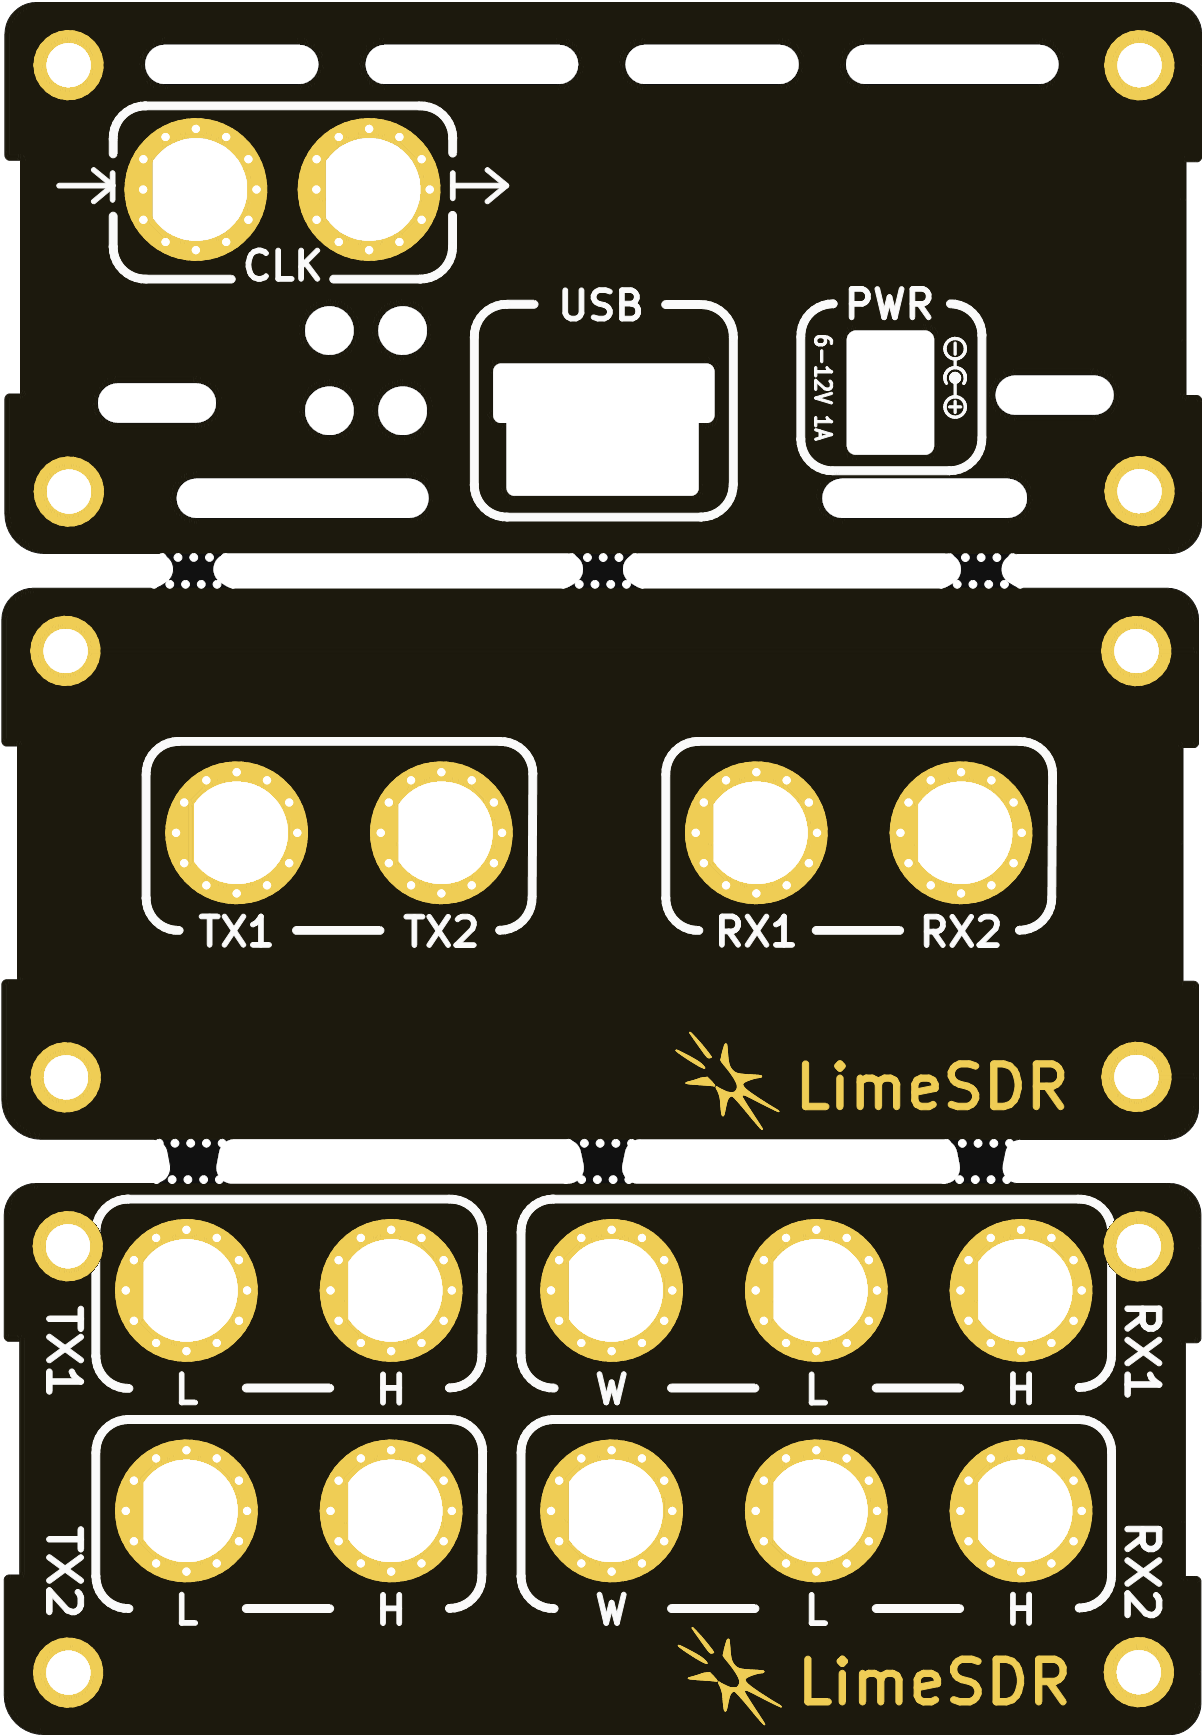 CLK
USB
PWR
6-12V 1A
TX1 TX2
RX1 RX2
LimeSDR
TX1
L H
W L H
RX1
TX2
L H
W L H
RX2
LimeSDR